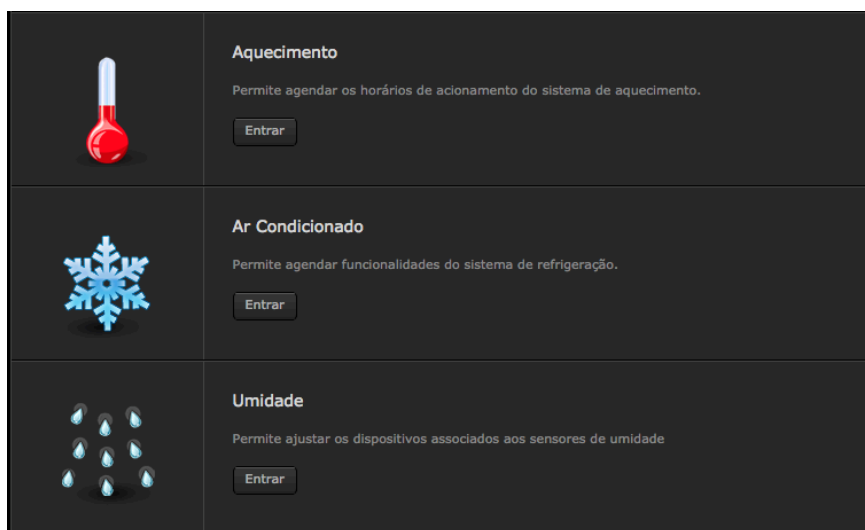 Aquecimento
Permite agendar os horários de acionamento do sistema de aquecimento.
Entrar
Ar Condicionado
Permite agendar funcionalidades do sistema de refrigeração.
Entrar
Umidade
Permite ajustar os dispositivos associados aos sensores de umidade
Entrar